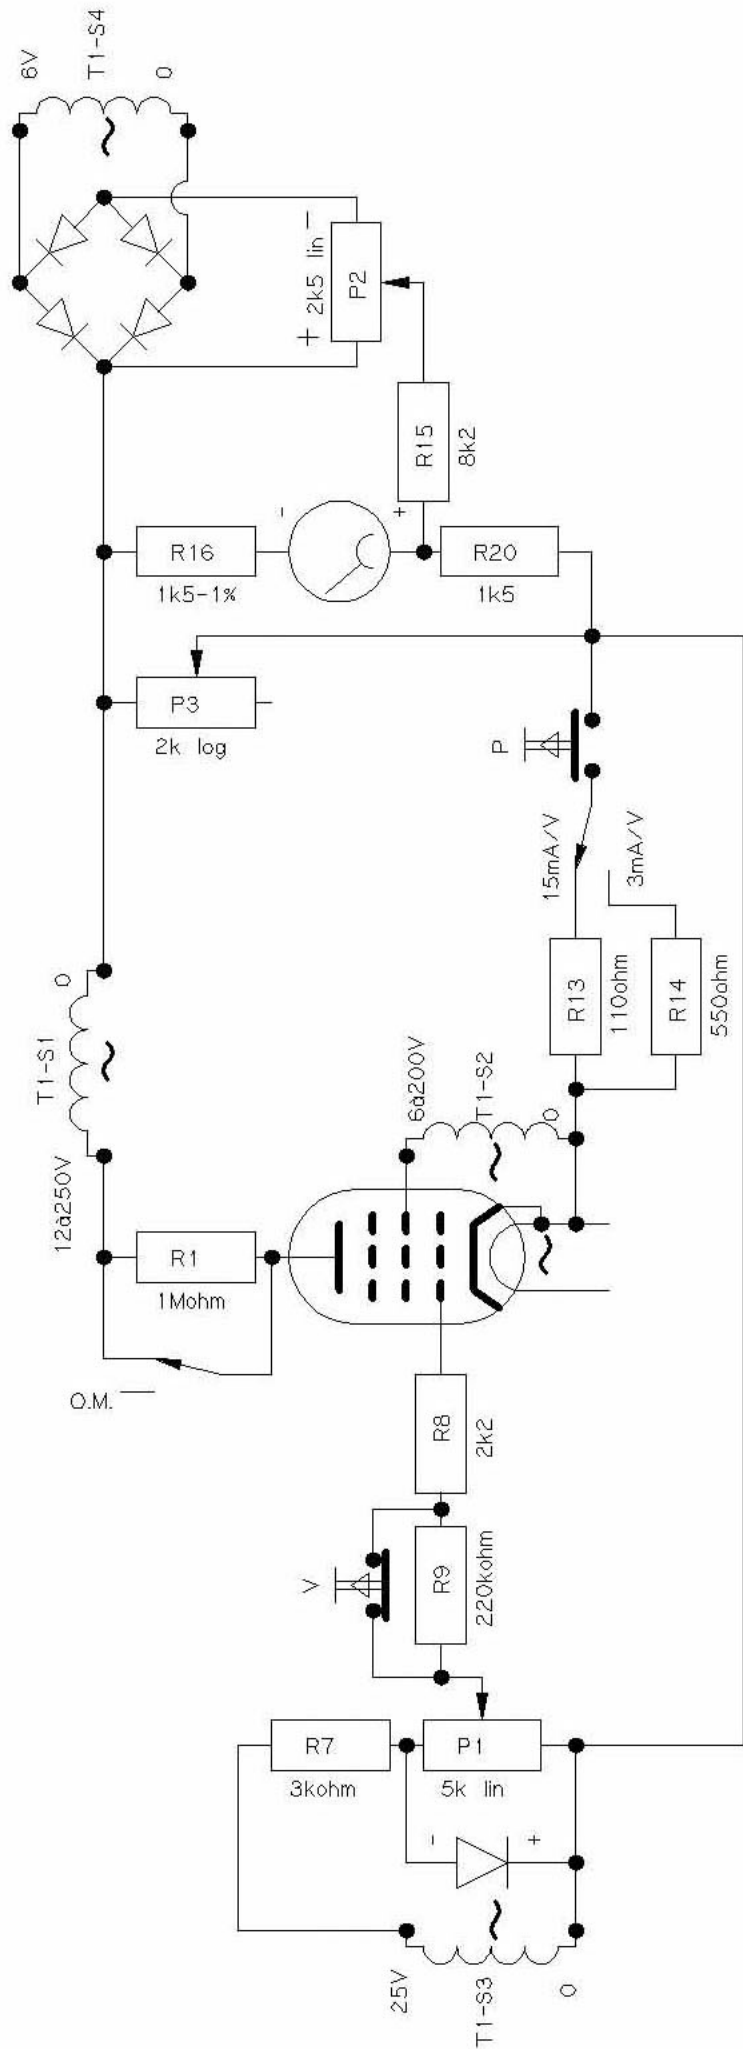 6V
T1-S4
0
+ 2k5 lin -
P2
R15
8k2
R16
1k5-1%
-
+
R20
1k5
P3
2k log
P
15mA/V
3mA/V
R13
110ohm
R14
550ohm
T1-S1
0
12à250V
6à200V
T1-S2
0
R1
1Mohm
O.M.
R8
2k2
V
R9
220kohm
R7
3kohm
P1
5k lin
-
+
25V
T1-S3
0